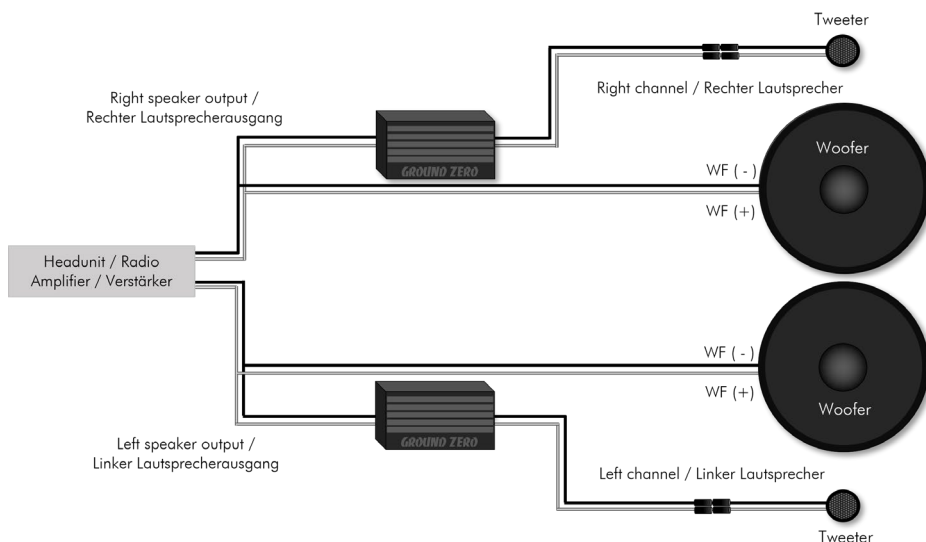 Tweeter
Right channel / Rechter Lautsprecher
Right speaker output /
Rechter Lautsprecherausgang
GROUND ZERO
Woofer
WF ( - )
WF (+)
Headunit / Radio
Amplifier / Verstärker
WF ( - )
WF (+)
Woofer
GROUND ZERO
Left speaker output /
Linker Lautsprecherausgang
Left channel / Linker Lautsprecher
Tweeter